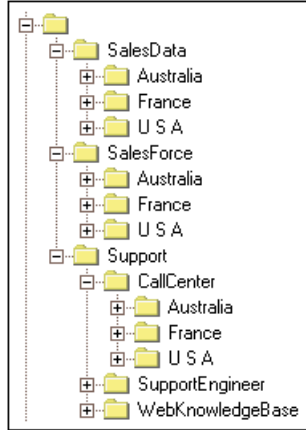 SalesData
Australia
France
U S A
SalesForce
Australia
France
U S A
Support
CallCenter
Australia
France
U S A
SupportEngineer
WebKnowledgeBase